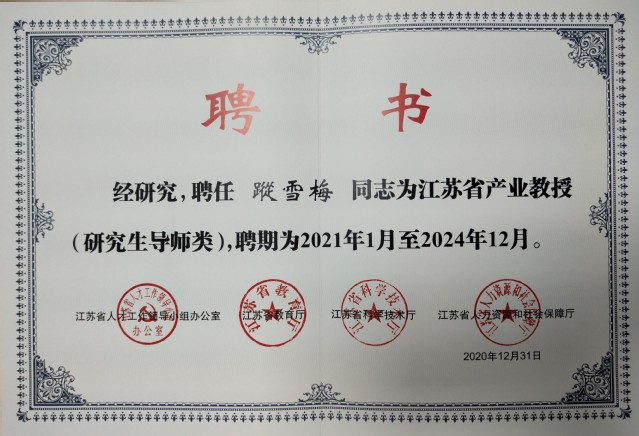 聘 书
经研究,聘任 蹤雪梅 同志为江苏省产业教授
(研究生导师类),聘期为2021年1月至2024年12月。
江苏省人才工作领导小组办公室 江苏省教育厅 江苏省科学技术厅 江苏省人力资源和社会保障厅
2020年12月31日